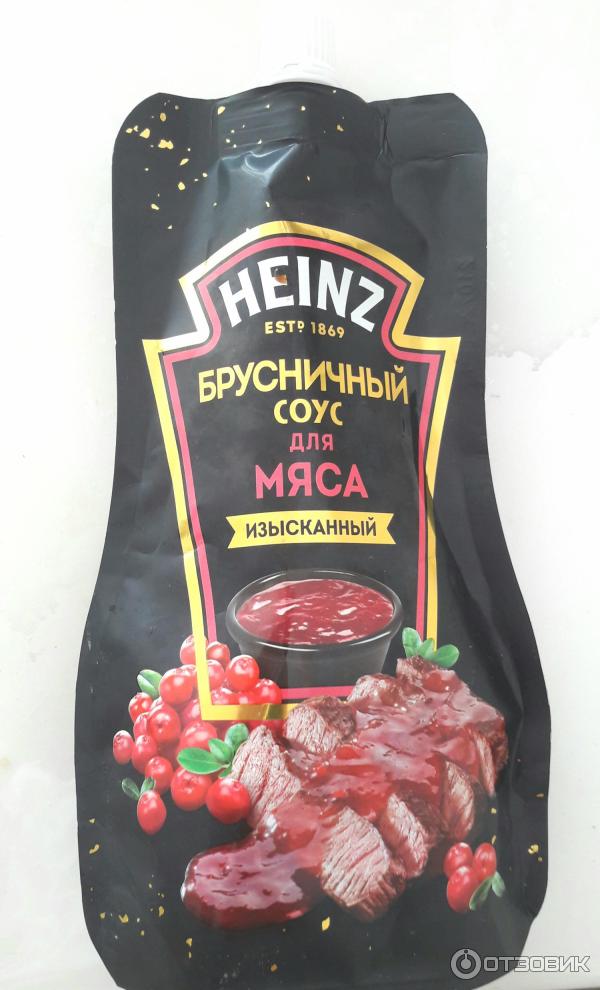 HEINZ
ESTD 1869
БРУСНИЧНЫЙ
СОУС
ДЛЯ
МЯСА
ИЗЫСКАННЫЙ
ОТЗОВИК